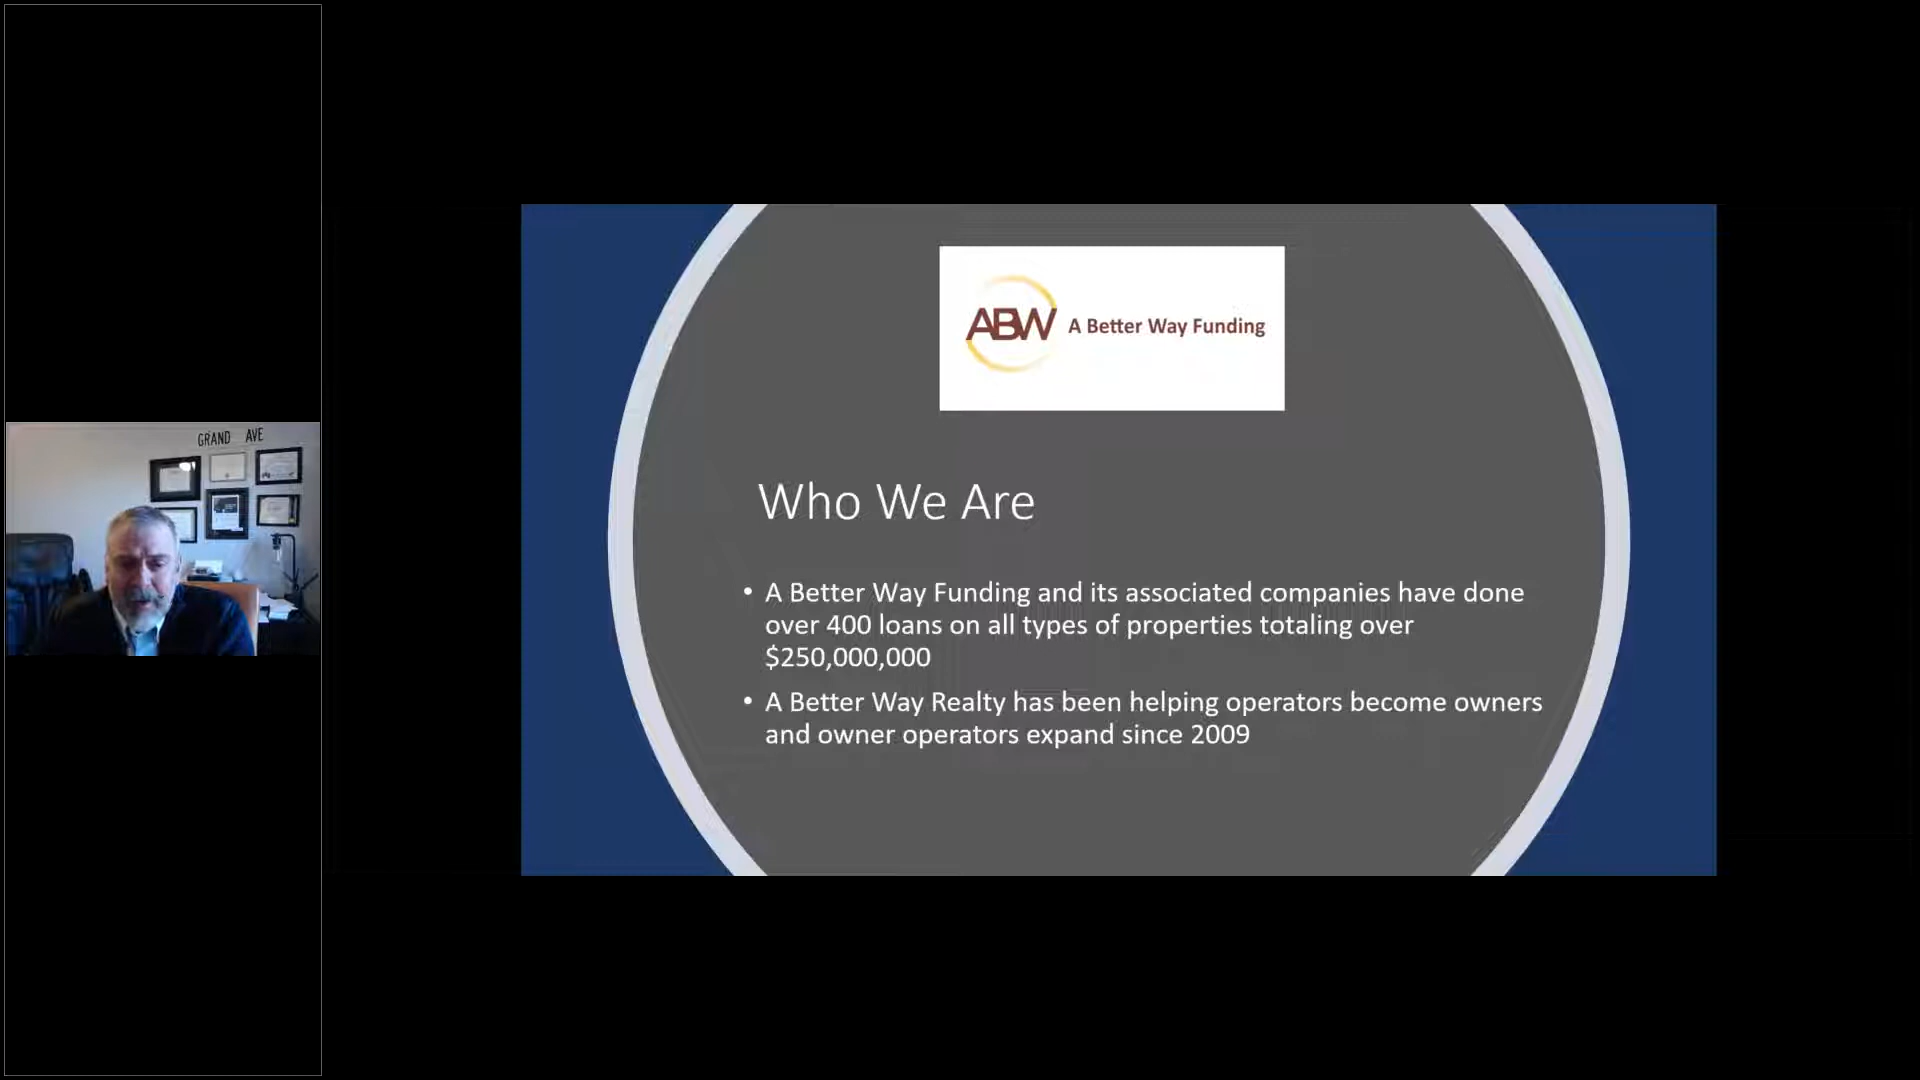 GRAND AVE
ABW A Better Way Funding
Who We Are
• A Better Way Funding and its associated companies have done
over 400 loans on all types of properties totaling over
$250,000,000
• A Better Way Realty has been helping operators become owners
and owner operators expand since 2009